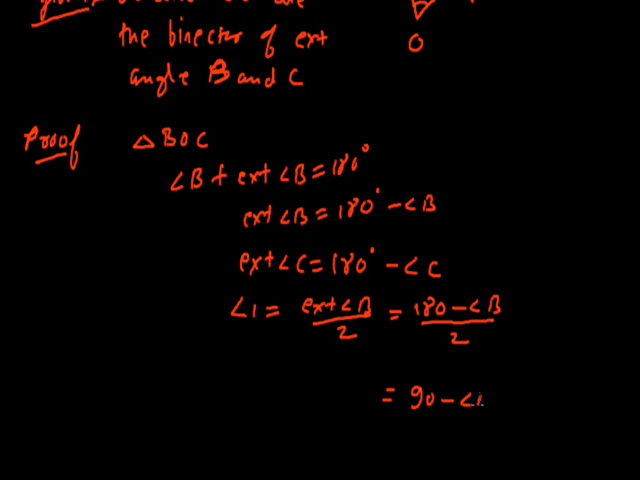 are
the bisector of ext
O
angle B and C
Proof △BOC
∠B + ext ∠B = 180°
ext ∠B = 180° - ∠B
ext ∠C = 180° - ∠C
∠1 = ext ∠B / 2 = 180 - ∠B / 2
= 90 - ∠